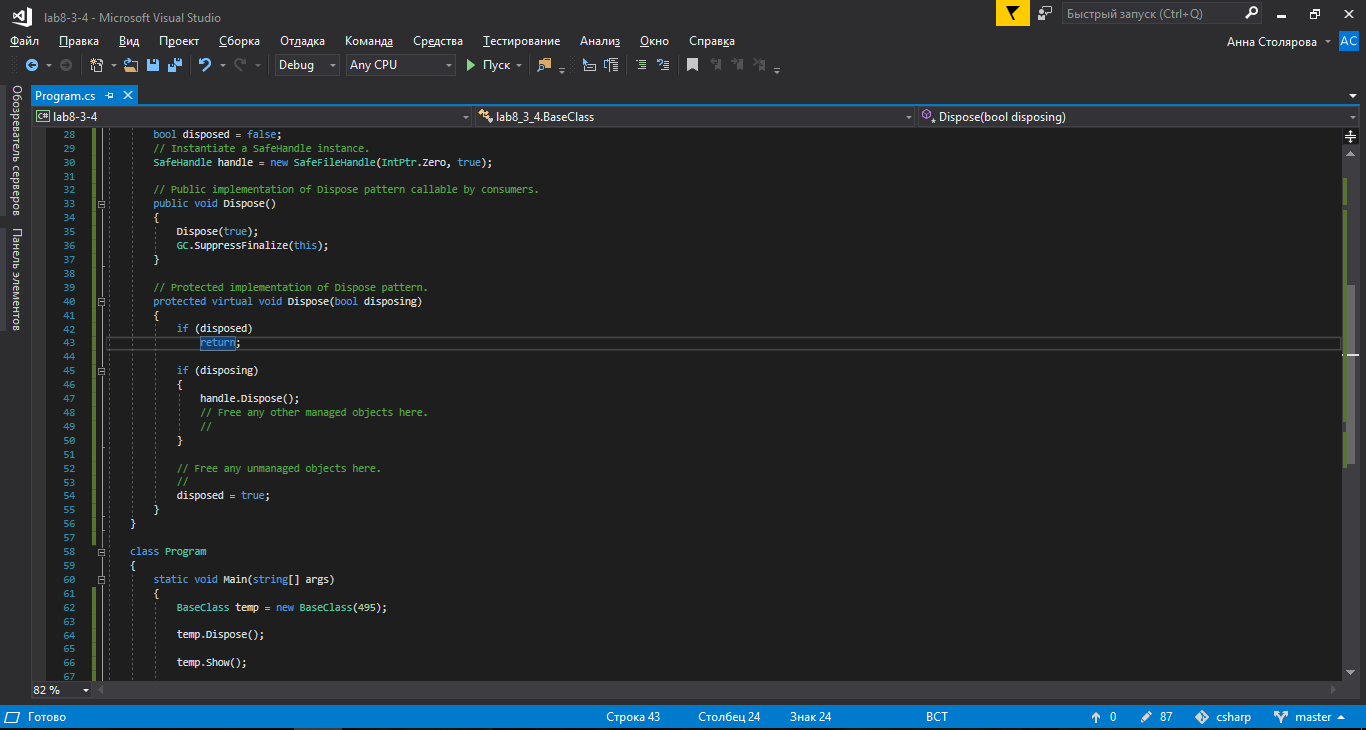 lab8-3-4 - Microsoft Visual Studio
Быстрый запуск (Ctrl+Q)
Файл Правка Вид Проект Сборка Отладка Команда Средства Тестирование Анализ Окно Справка
Анна Столярова AC
Debug Any CPU Пуск
Обозреватель серверов
Панель элементов
Program.cs
C# lab8-3-4 lab8_3_4.BaseClass Dispose(bool disposing)
28 bool disposed = false;
29 // Instantiate a SafeHandle instance.
30 SafeHandle handle = new SafeFileHandle(IntPtr.Zero, true);
31
32 // Public implementation of Dispose pattern callable by consumers.
33 public void Dispose()
34 {
35 Dispose(true);
36 GC.SuppressFinalize(this);
37 }
38
39 // Protected implementation of Dispose pattern.
40 protected virtual void Dispose(bool disposing)
41 {
42 if (disposed)
43 return;
44
45 if (disposing)
46 {
47 handle.Dispose();
48 // Free any other managed objects here.
49 //
50 }
51
52 // Free any unmanaged objects here.
53 //
54 disposed = true;
55 }
56 }
57
58 class Program
59 {
60 static void Main(string[] args)
61 {
62 BaseClass temp = new BaseClass(495);
63
64 temp.Dispose();
65
66 temp.Show();
67
82 %
Готово Строка 43 Столбец 24 Знак 24 ВСТ 0 87 csharp master